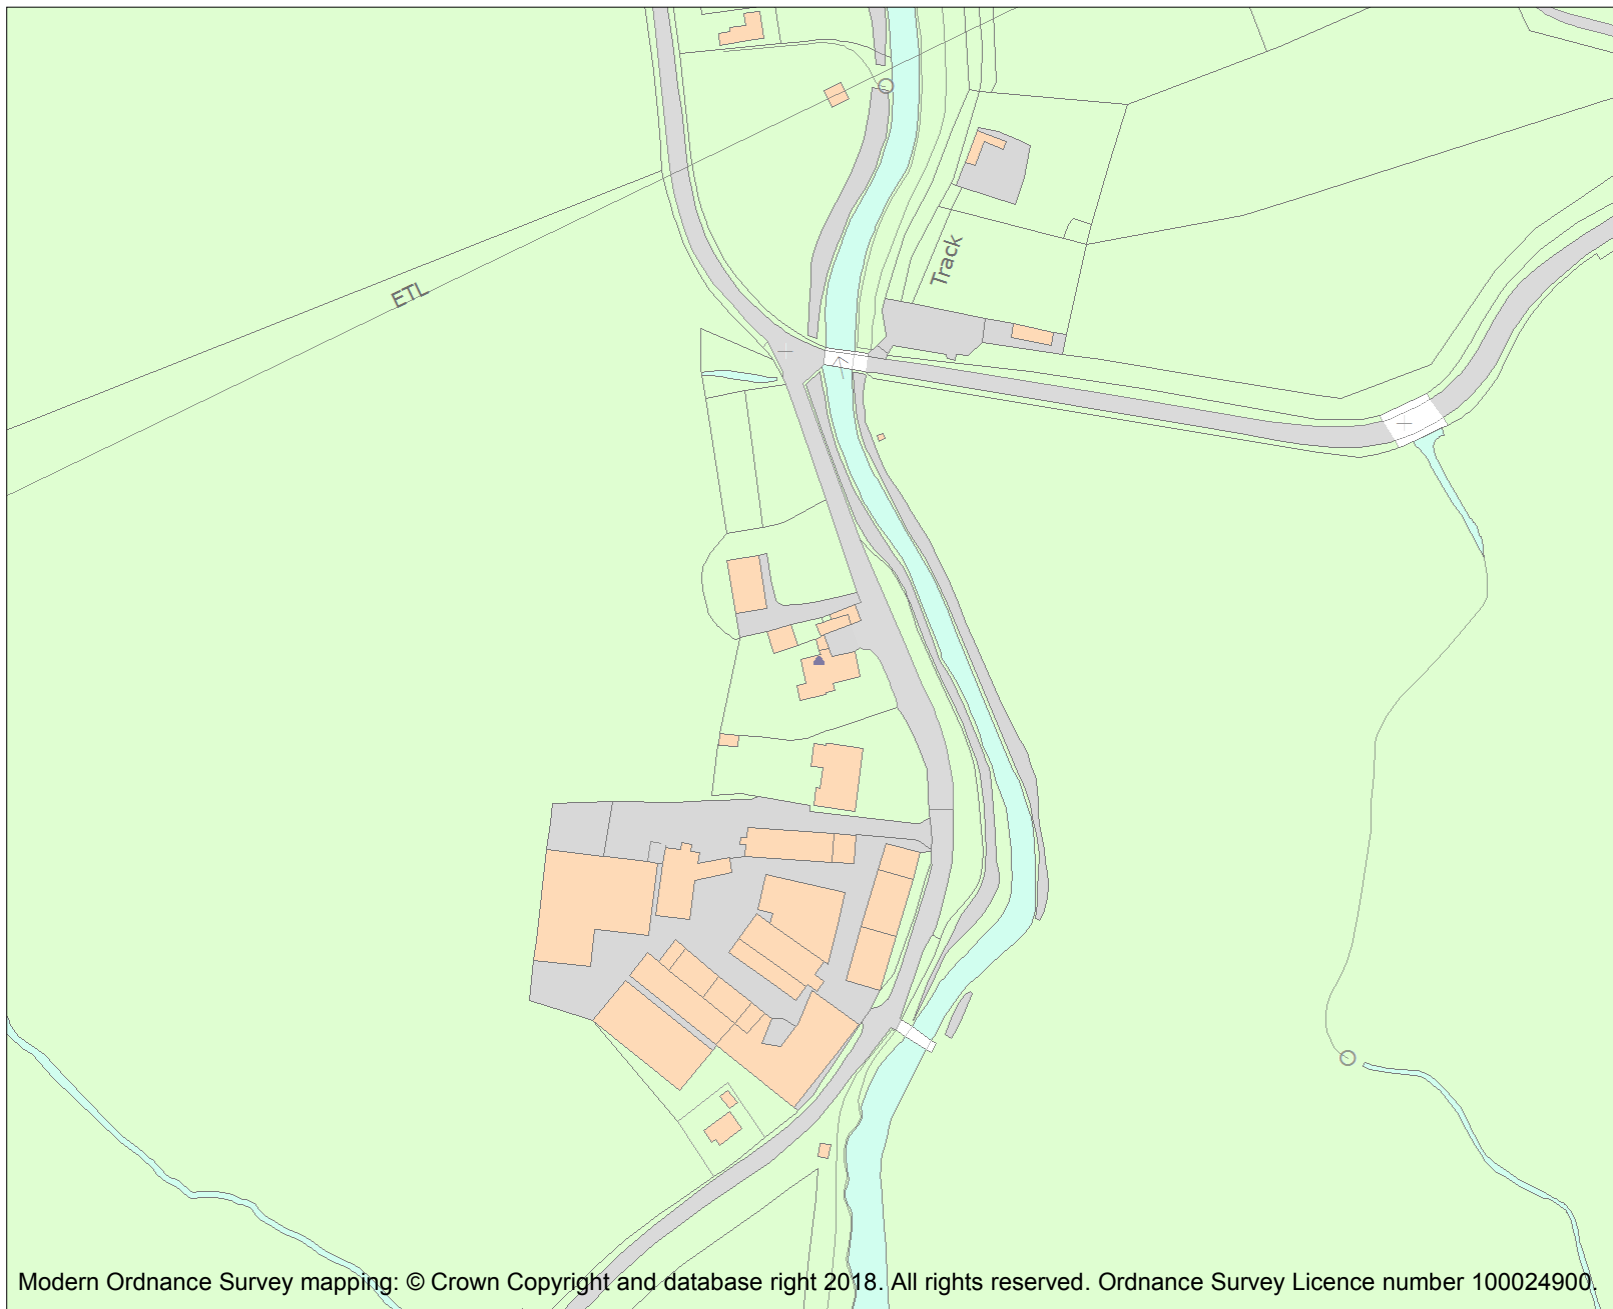 Track
ETL
Modern Ordnance Survey mapping: © Crown Copyright and database right 2018. All rights reserved. Ordnance Survey Licence number 100024900.